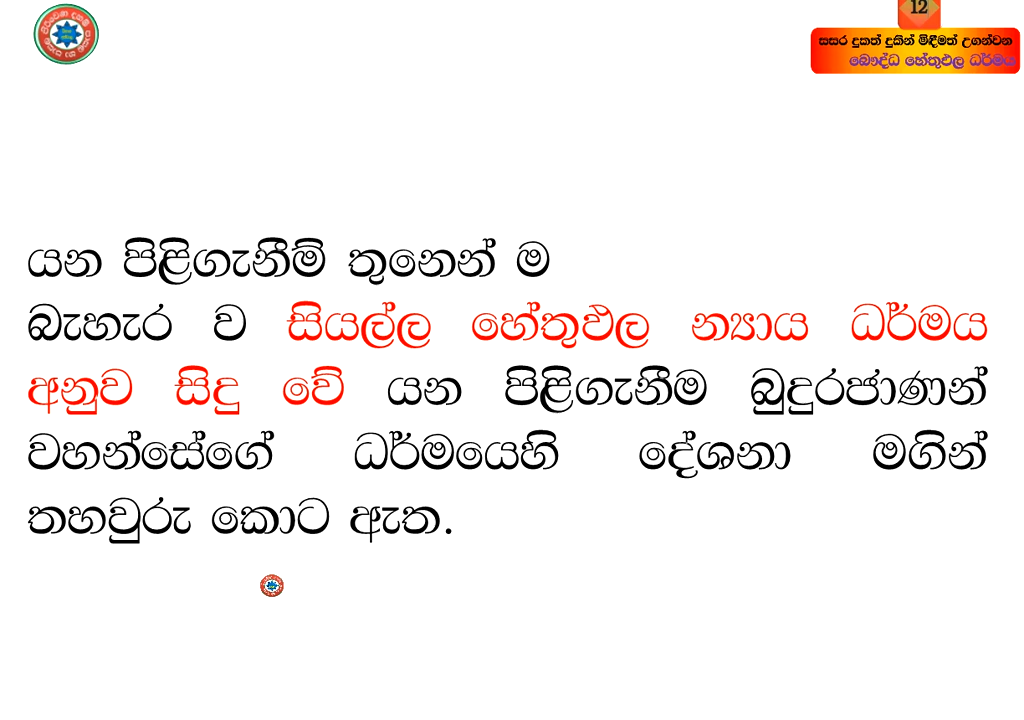 12
සසර දුකත් දුකින් මිදීමත් උගන්වන
බෞද්ධ හේතුඵල ධර්මය
යන පිළිගැනීම් තුනෙන් ම
බැහැර ව සියල්ල හේතුඵල න්‍යාය ධර්මය
අනුව සිදු වේ යන පිළිගැනීම බුදුරජාණන්
වහන්සේගේ ධර්මයෙහි දේශනා මගින්
තහවුරු කොට ඇත.